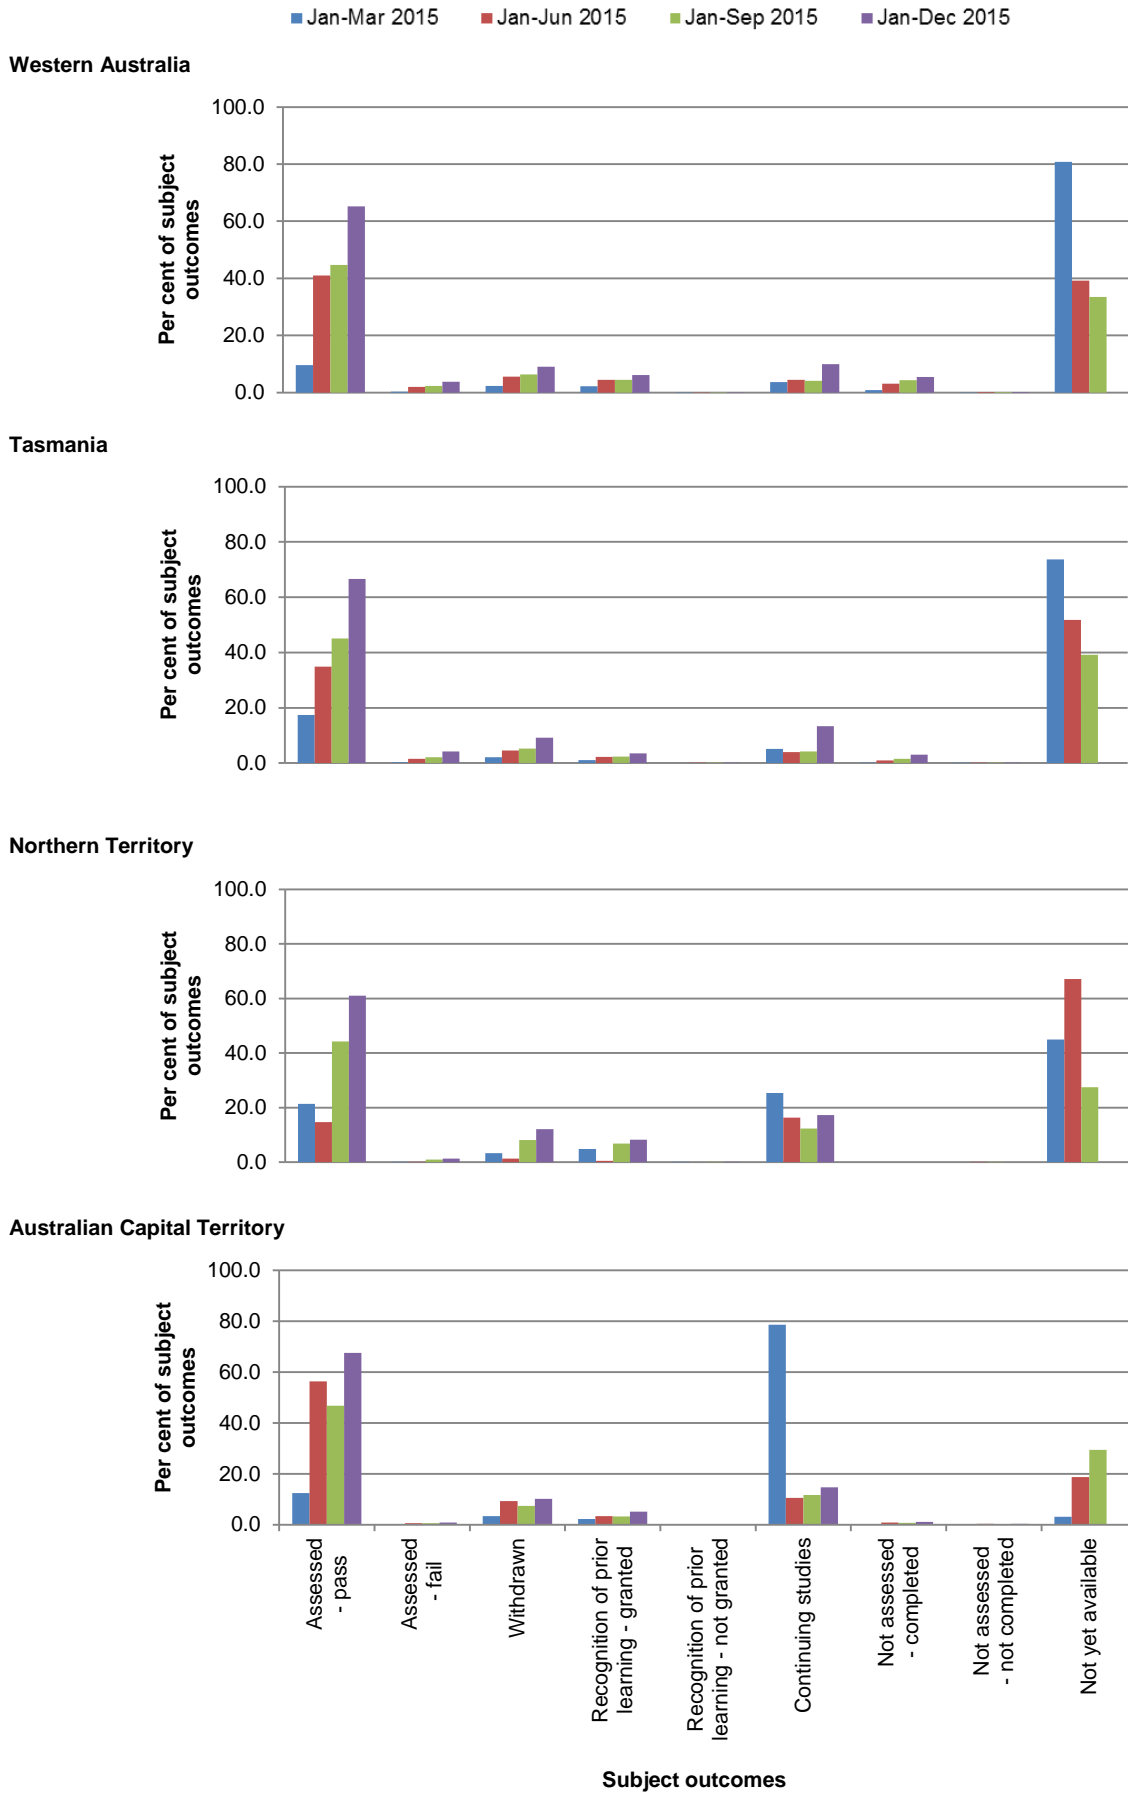 Jan-Mar 2015 Jan-Jun 2015 Jan-Sep 2015 Jan-Dec 2015
Western Australia
Per cent of subject
outcomes
100.0
80.0
60.0
40.0
20.0
0.0
Tasmania
Per cent of subject
outcomes
100.0
80.0
60.0
40.0
20.0
0.0
Northern Territory
Per cent of subject
outcomes
100.0
80.0
60.0
40.0
20.0
0.0
Australian Capital Territory
Per cent of subject
outcomes
100.0
80.0
60.0
40.0
20.0
0.0
Assessed
- pass
Assessed
- fail
Withdrawn
Recognition of prior
learning - granted
Recognition of prior
learning - not granted
Continuing studies
Not assessed
- completed
Not assessed
- not completed
Not yet available
Subject outcomes